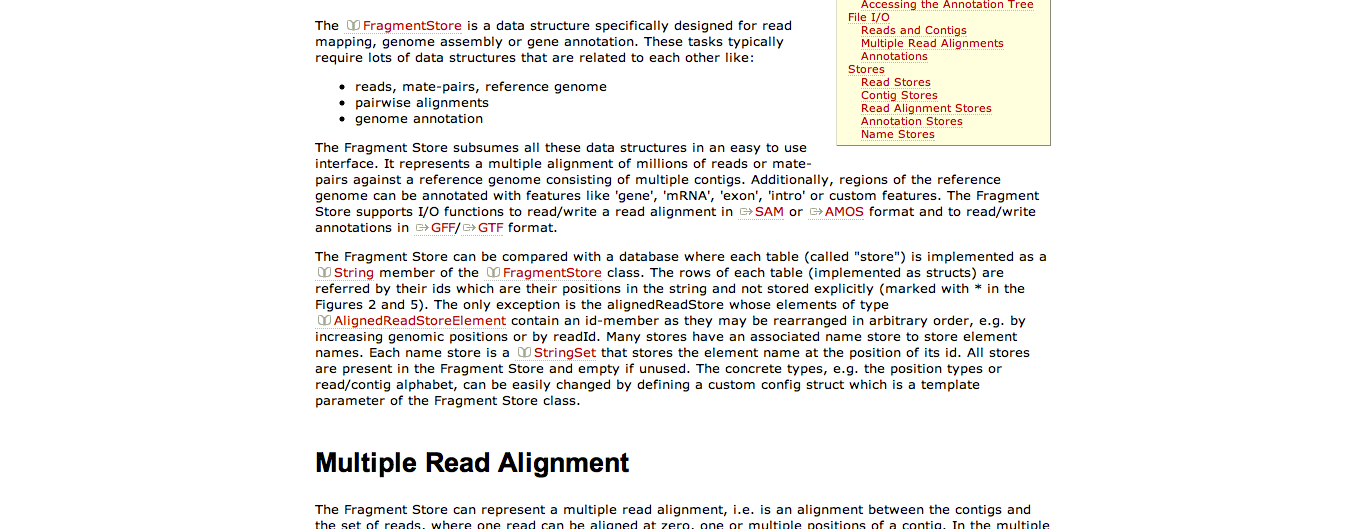 The FragmentStore is a data structure specifically designed for read
mapping, genome assembly or gene annotation. These tasks typically
require lots of data structures that are related to each other like:
reads, mate-pairs, reference genome
pairwise alignments
genome annotation
The Fragment Store subsumes all these data structures in an easy to use
interface. It represents a multiple alignment of millions of reads or mate-
pairs against a reference genome consisting of multiple contigs. Additionally, regions of the reference
genome can be annotated with features like 'gene', 'mRNA', 'exon', 'intro' or custom features. The Fragment
Store supports I/O functions to read/write a read alignment in SAM or AMOS format and to read/write
annotations in GFF/GTF format.
The Fragment Store can be compared with a database where each table (called "store") is implemented as a
String member of the FragmentStore class. The rows of each table (implemented as structs) are
referred by their ids which are their positions in the string and not stored explicitly (marked with * in the
Figures 2 and 5). The only exception is the alignedReadStore whose elements of type
AlignedReadStoreElement contain an id-member as they may be rearranged in arbitrary order, e.g. by
increasing genomic positions or by readId. Many stores have an associated name store to store element
names. Each name store is a StringSet that stores the element name at the position of its id. All stores
are present in the Fragment Store and empty if unused. The concrete types, e.g. the position types or
read/contig alphabet, can be easily changed by defining a custom config struct which is a template
parameter of the Fragment Store class.
Multiple Read Alignment
The Fragment Store can represent a multiple read alignment, i.e. is an alignment between the contigs and
the set of reads, where one read can be aligned at zero, one or multiple positions of a contig. In the multiple
Accessing the Annotation Tree
File I/O
Reads and Contigs
Multiple Read Alignments
Annotations
Stores
Read Stores
Contig Stores
Read Alignment Stores
Annotation Stores
Name Stores